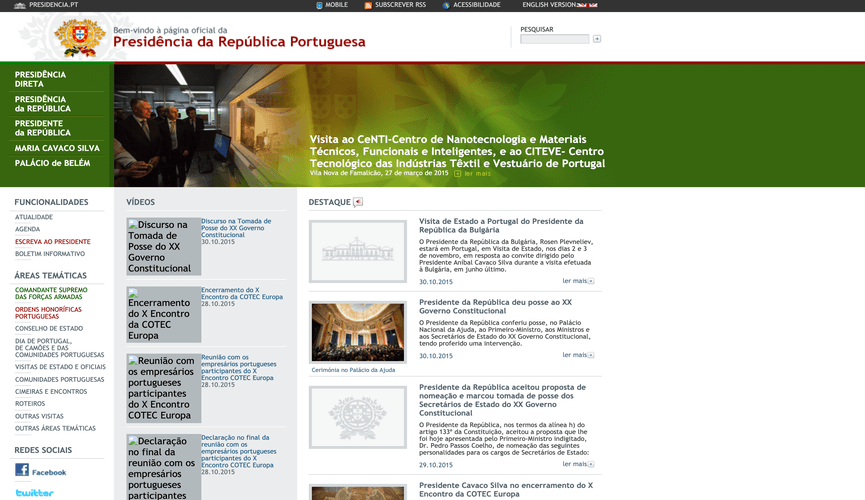 PRESIDENCIA.PT
MOBILE
SUBSCREVER RSS
ACESSIBILIDADE
ENGLISH VERSION
Bem-vindo à página oficial da
Presidência da República Portuguesa
PESQUISAR
PRESIDÊNCIA
DIRETA
PRESIDÊNCIA
da REPÚBLICA
PRESIDENTE
da REPÚBLICA
MARIA CAVACO SILVA
PALÁCIO de BELÉM
Visita ao CeNTI-Centro de Nanotecnologia e Materiais
Técnicos, Funcionais e Inteligentes, e ao CITEVE- Centro
Tecnológico das Indústrias Têxtil e Vestuário de Portugal
Vila Nova de Famalicão, 27 de março de 2015
ler mais
FUNCIONALIDADES
ATUALIDADE
AGENDA
ESCREVA AO PRESIDENTE
BOLETIM INFORMATIVO
ÁREAS TEMÁTICAS
COMANDANTE SUPREMO
DAS FORÇAS ARMADAS
ORDENS HONORÍFICAS
PORTUGUESAS
CONSELHO DE ESTADO
DIA DE PORTUGAL,
DE CAMÕES E DAS
COMUNIDADES PORTUGUESAS
VISITAS DE ESTADO E OFICIAIS
COMUNIDADES PORTUGUESAS
CIMEIRAS E ENCONTROS
ROTEIROS
OUTRAS VISITAS
OUTRAS ÁREAS TEMÁTICAS
REDES SOCIAIS
Facebook
twitter
VÍDEOS
Discurso na
Tomada de
Posse do XX
Governo
Constitucional
Discurso na Tomada de
Posse do XX Governo
Constitucional
30.10.2015
Encerramento
do X Encontro
da COTEC
Europa
Encerramento do X
Encontro da COTEC Europa
28.10.2015
Reunião com
os empresários
portugueses
participantes
do X Encontro
COTEC Europa
Reunião com os
empresários portugueses
participantes do X
Encontro COTEC Europa
28.10.2015
Declaração
no final da
reunião com
os empresários
portugueses
participantes
Declaração no final da
reunião com os
empresários portugueses
participantes do X
Encontro COTEC Europa
28.10.2015
DESTAQUE
Visita de Estado a Portugal do Presidente da
República da Bulgária
O Presidente da República da Bulgária, Rosen Plevneliev,
estará em Portugal, em Visita de Estado, nos dias 2 e 3
de novembro, em resposta ao convite dirigido pelo
Presidente Aníbal Cavaco Silva durante a visita efetuada
à Bulgária, em junho último.
30.10.2015
ler mais
Cerimónia no Palácio da Ajuda
Presidente da República deu posse ao XX
Governo Constitucional
O Presidente da República conferiu posse, no Palácio
Nacional da Ajuda, ao Primeiro-Ministro, aos Ministros e
aos Secretários de Estado do XX Governo Constitucional,
tendo proferido uma intervenção.
30.10.2015
ler mais
Presidente da República aceitou proposta de
nomeação e marcou tomada de posse dos
Secretários de Estado do XX Governo
Constitucional
O Presidente da República, nos termos da alínea h) do
artigo 133º da Constituição, aceitou a proposta que lhe
foi hoje apresentada pelo Primeiro-Ministro indigitado,
Dr. Pedro Passos Coelho, de nomeação das seguintes
personalidades para os cargos de Secretários de Estado:
29.10.2015
ler mais
Presidente Cavaco Silva no encerramento do X
Encontro da COTEC Europa